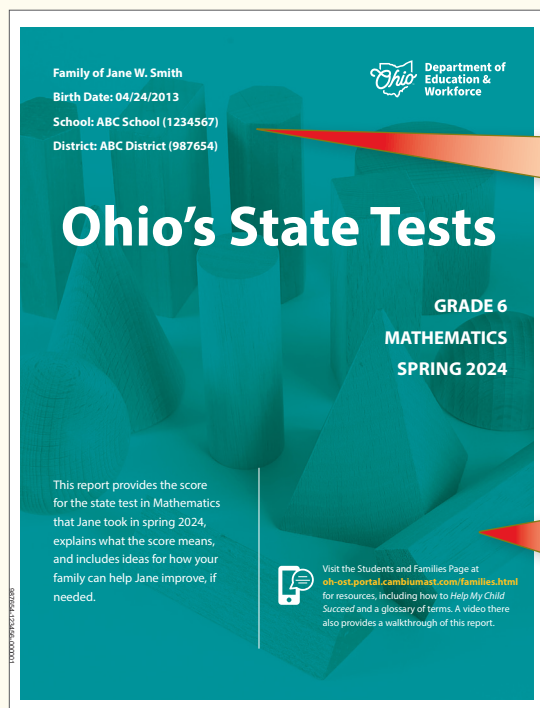 Family of Jane W. Smith
Birth Date: 04/24/2013
School: ABC School (1234567)
District: ABC District (987654)
Ohio
Department of
Education &
Workforce
Ohio's State Tests
GRADE 6
MATHEMATICS
SPRING 2024
This report provides the score
for the state test in Mathematics
that Jane took in spring 2024,
explains what the score means,
and includes ideas for how your
family can help Jane improve, if
needed.
Visit the Students and Families Page at
oh-ost.portal.cambiumast.com/families.html
for resources, including how to Help My Child
Succeed and a glossary of terms. A video there
also provides a walkthrough of this report.